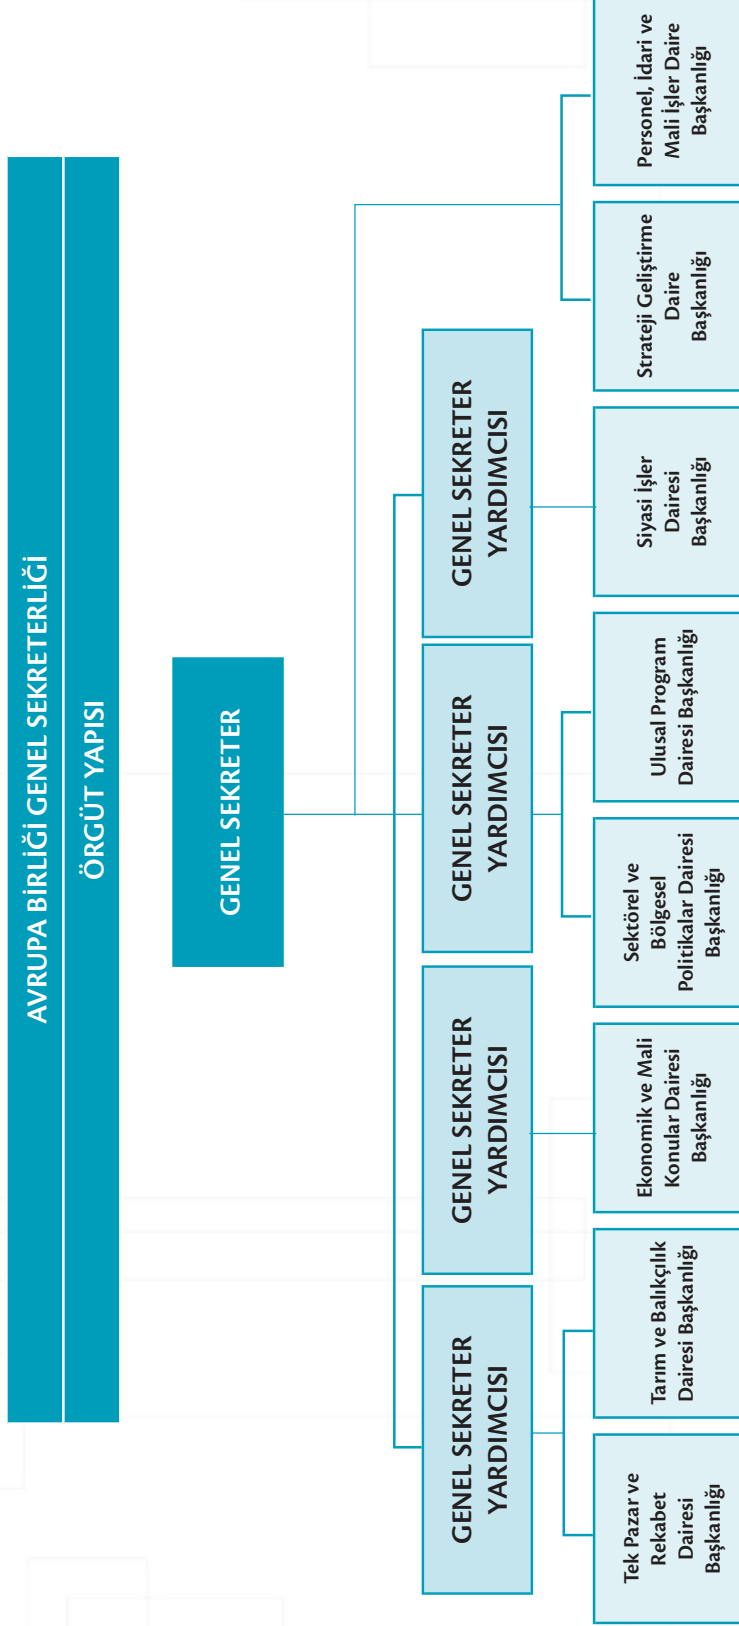 AVRUPA BİRLİĞİ GENEL SEKRETERLİĞİ
ÖRGÜT YAPISI
GENEL SEKRETER
GENEL SEKRETER
YARDIMCISI
GENEL SEKRETER
YARDIMCISI
GENEL SEKRETER
YARDIMCISI
GENEL SEKRETER
YARDIMCISI
Tek Pazar ve
Rekabet
Dairesi
Başkanlığı
Tarım ve Balıkçılık
Dairesi Başkanlığı
Ekonomik ve Mali
Konular Dairesi
Başkanlığı
Sektörel ve
Bölgesel
Politikalar Dairesi
Başkanlığı
Ulusal Program
Dairesi Başkanlığı
Siyasi İşler
Dairesi
Başkanlığı
Strateji Geliştirme
Daire
Başkanlığı
Personel, İdari ve
Mali İşler Daire
Başkanlığı